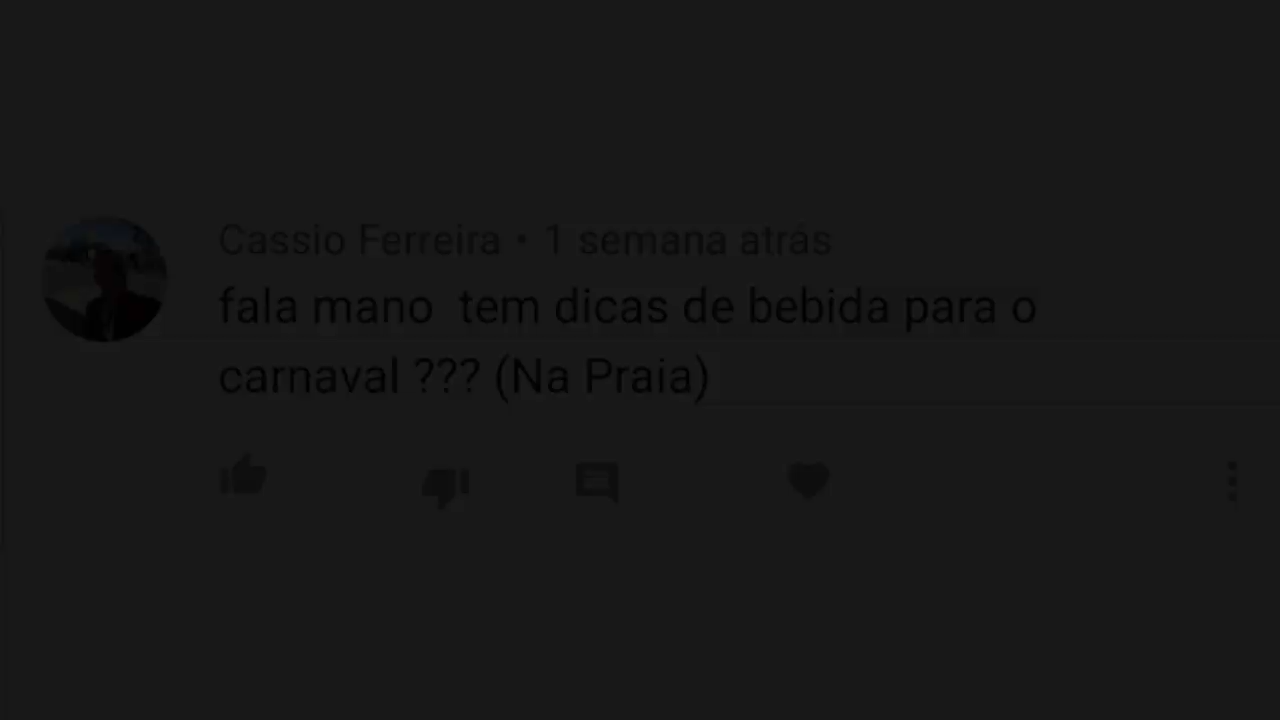 Cassio Ferreira • 1 semana atrás
fala mano  tem dicas de bebida para o
carnaval ??? (Na Praia)